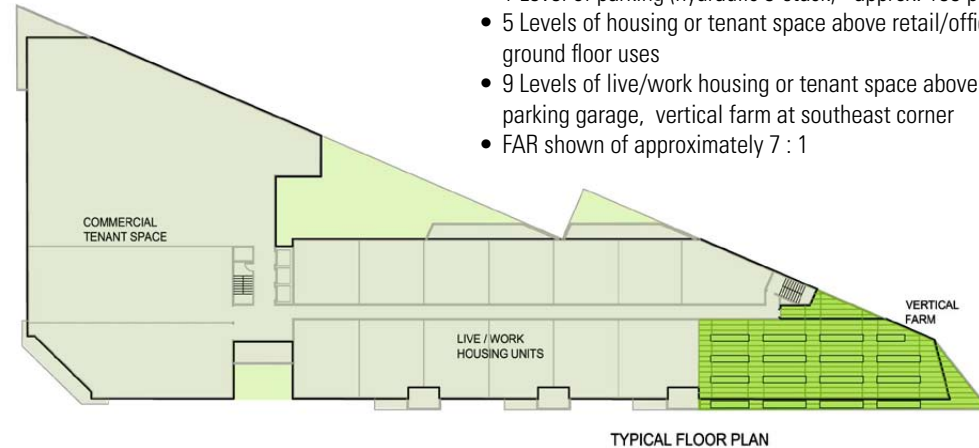 • 5 Levels of housing or tenant space above retail/offi
ground floor uses
• 9 Levels of live/work housing or tenant space above
parking garage, vertical farm at southeast corner
• FAR shown of approximately 7 : 1
COMMERCIAL
TENANT SPACE
VERTICAL
FARM
LIVE / WORK
HOUSING UNITS
TYPICAL FLOOR PLAN